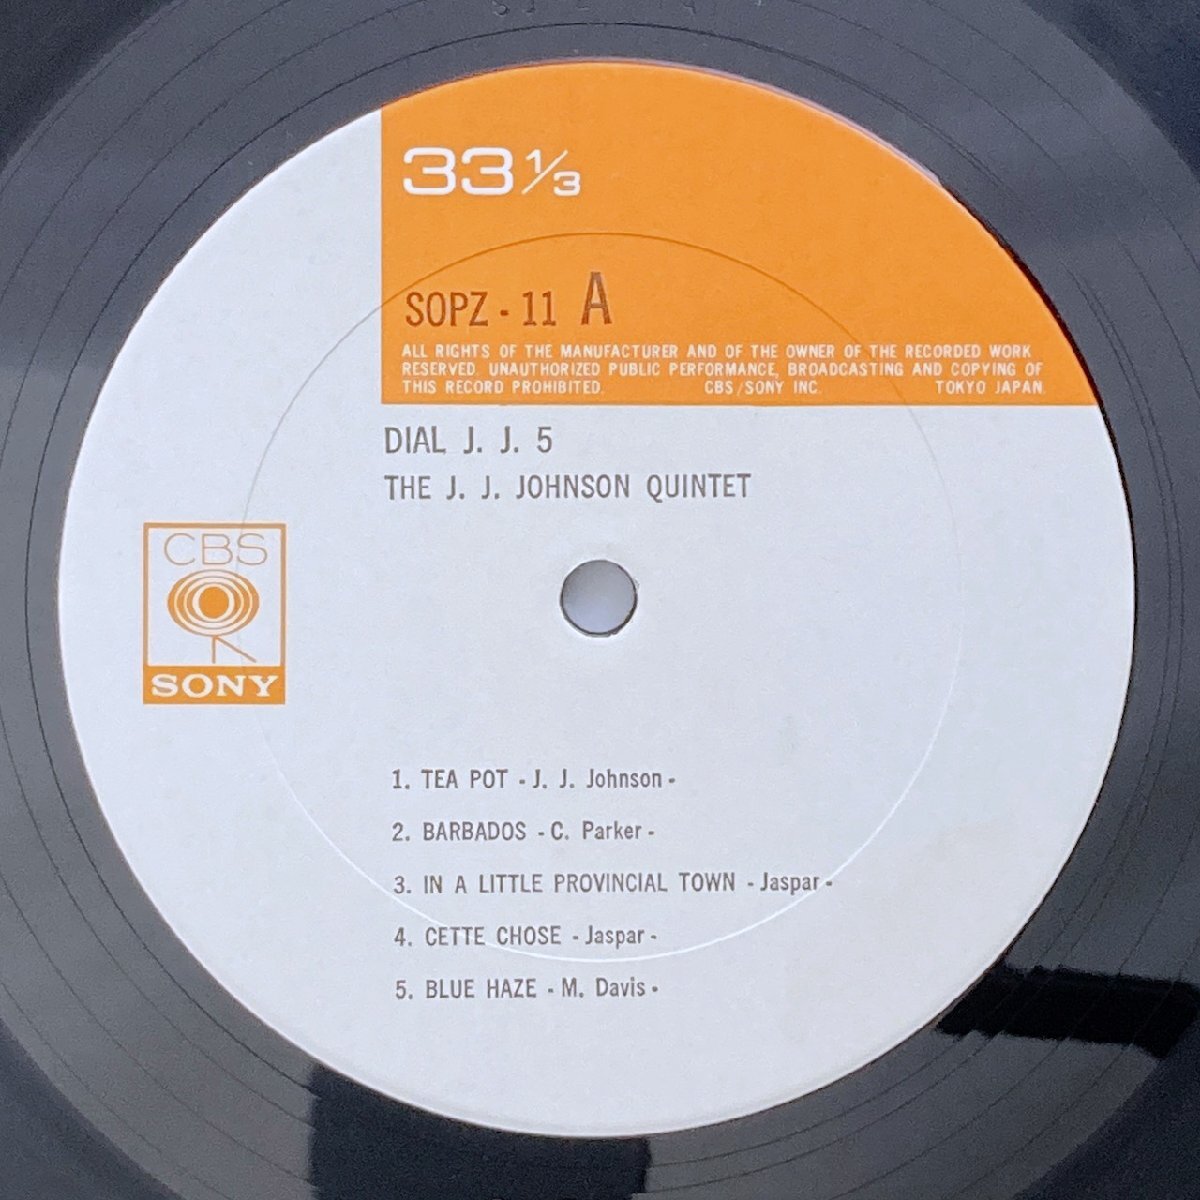 33 1/3
SOPZ - 11 A
ALL RIGHTS OF THE MANUFACTURER AND OF THE OWNER OF THE RECORDED WORK
RESERVED. UNAUTHORIZED PUBLIC PERFORMANCE, BROADCASTING AND COPYING OF
THIS RECORD PROHIBITED. CBS/SONY INC. TOKYO JAPAN.
DIAL J. J. 5
THE J. J. JOHNSON QUINTET
CBS
SONY
1. TEA POT - J. J. Johnson -
2. BARBADOS - C. Parker -
3. IN A LITTLE PROVINCIAL TOWN - Jaspar -
4. CETTE CHOSE - Jaspar -
5. BLUE HAZE - M. Davis -